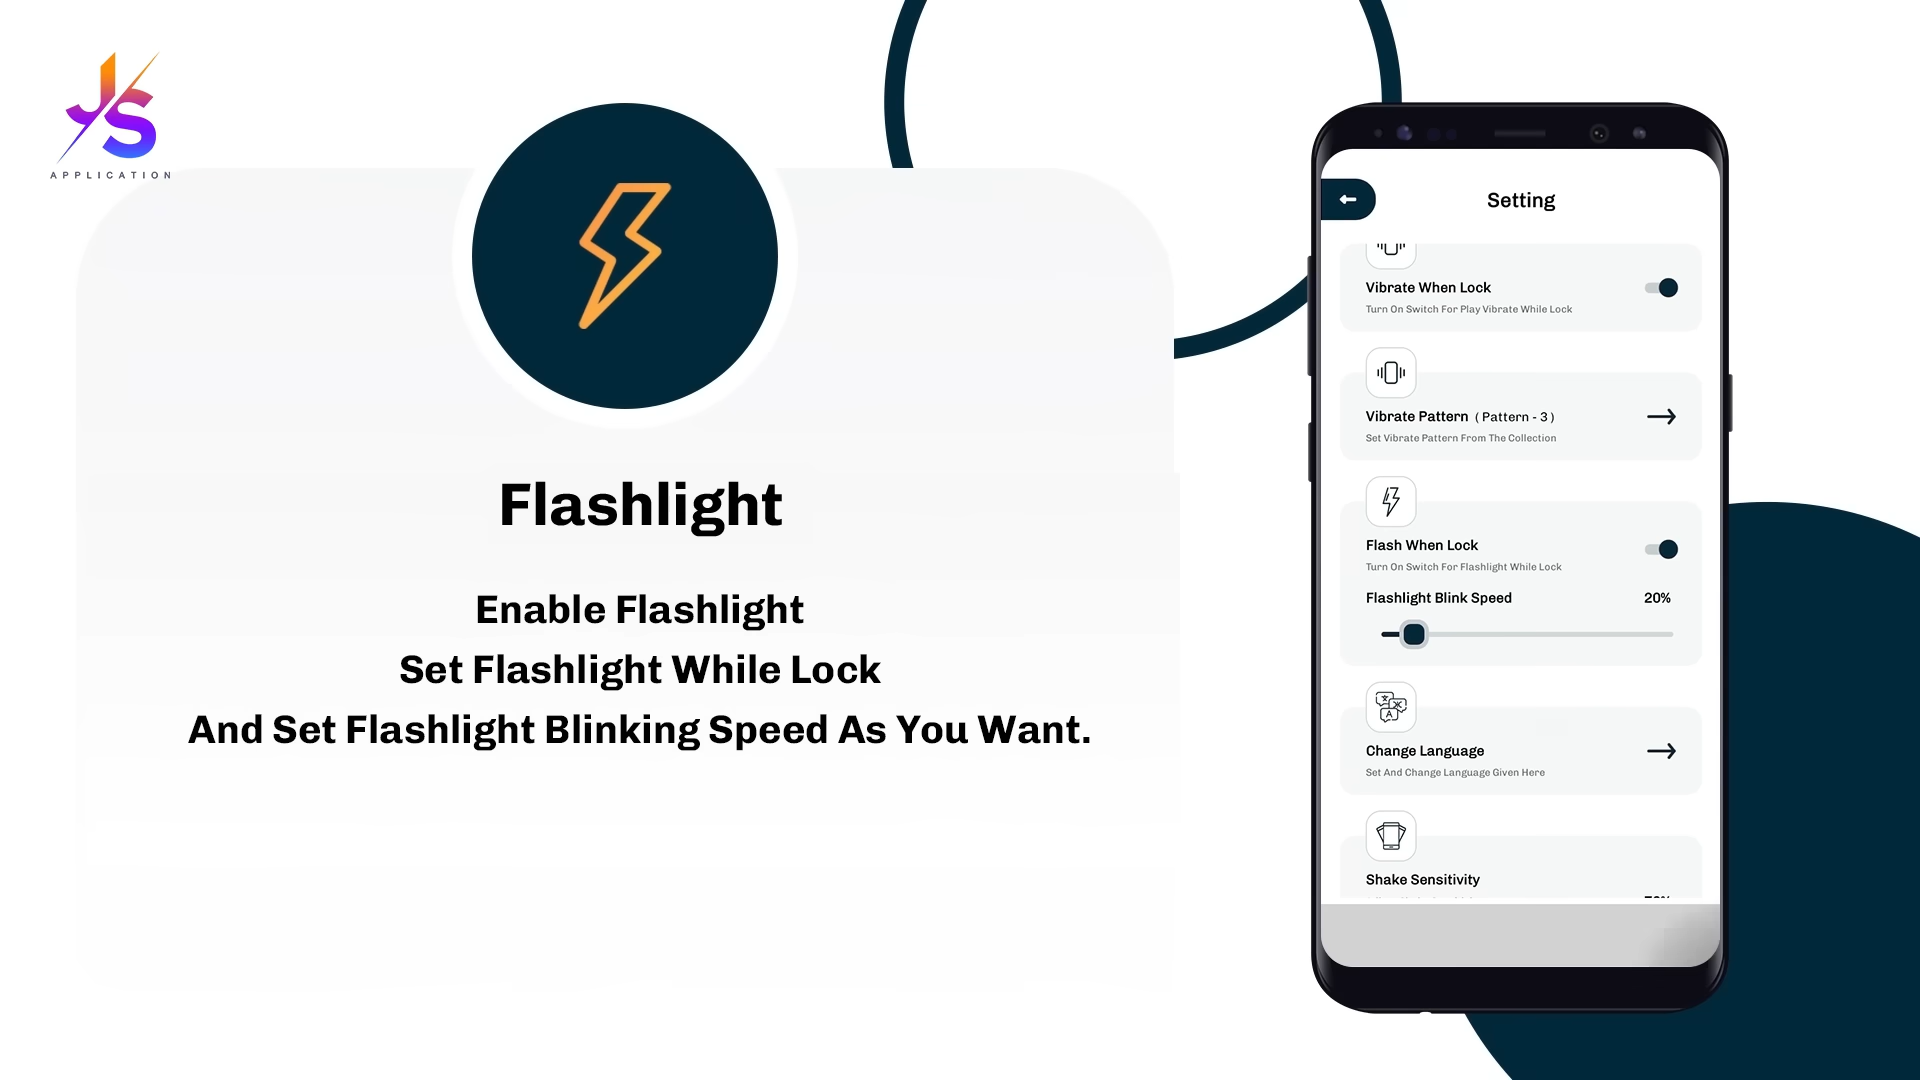 JS
APPLICATION
Flashlight
Enable Flashlight
Set Flashlight While Lock
And Set Flashlight Blinking Speed As You Want.
Setting
Vibrate When Lock
Turn On Switch For Play Vibrate While Lock
Vibrate Pattern ( Pattern - 3 )
Set Vibrate Pattern From The Collection
Flash When Lock
Turn On Switch For Flashlight While Lock
Flashlight Blink Speed 20%
Change Language
Set And Change Language Given Here
Shake Sensitivity